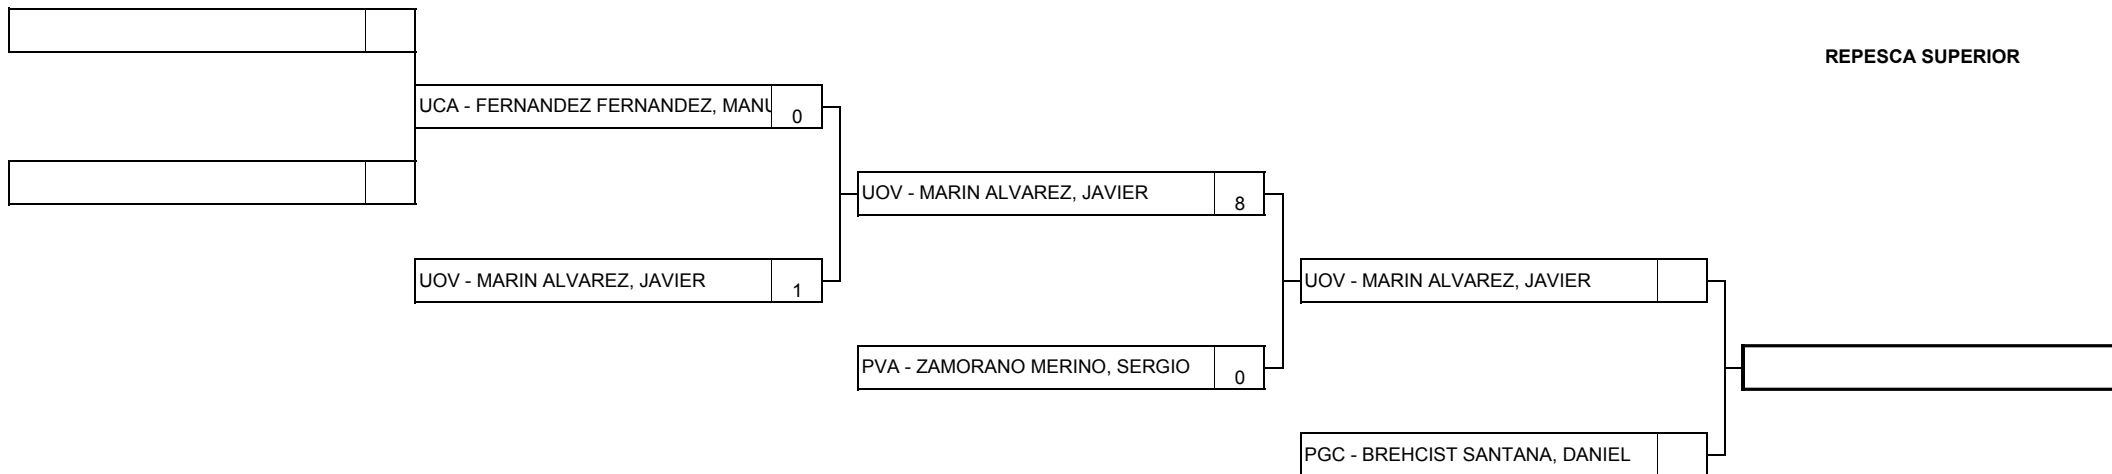 REPESCA SUPERIOR
UCA - FERNANDEZ FERNANDEZ, MANU
0
UOV - MARIN ALVAREZ, JAVIER
8
UOV - MARIN ALVAREZ, JAVIER
1
UOV - MARIN ALVAREZ, JAVIER
PVA - ZAMORANO MERINO, SERGIO
0
PGC - BREHCIST SANTANA, DANIEL